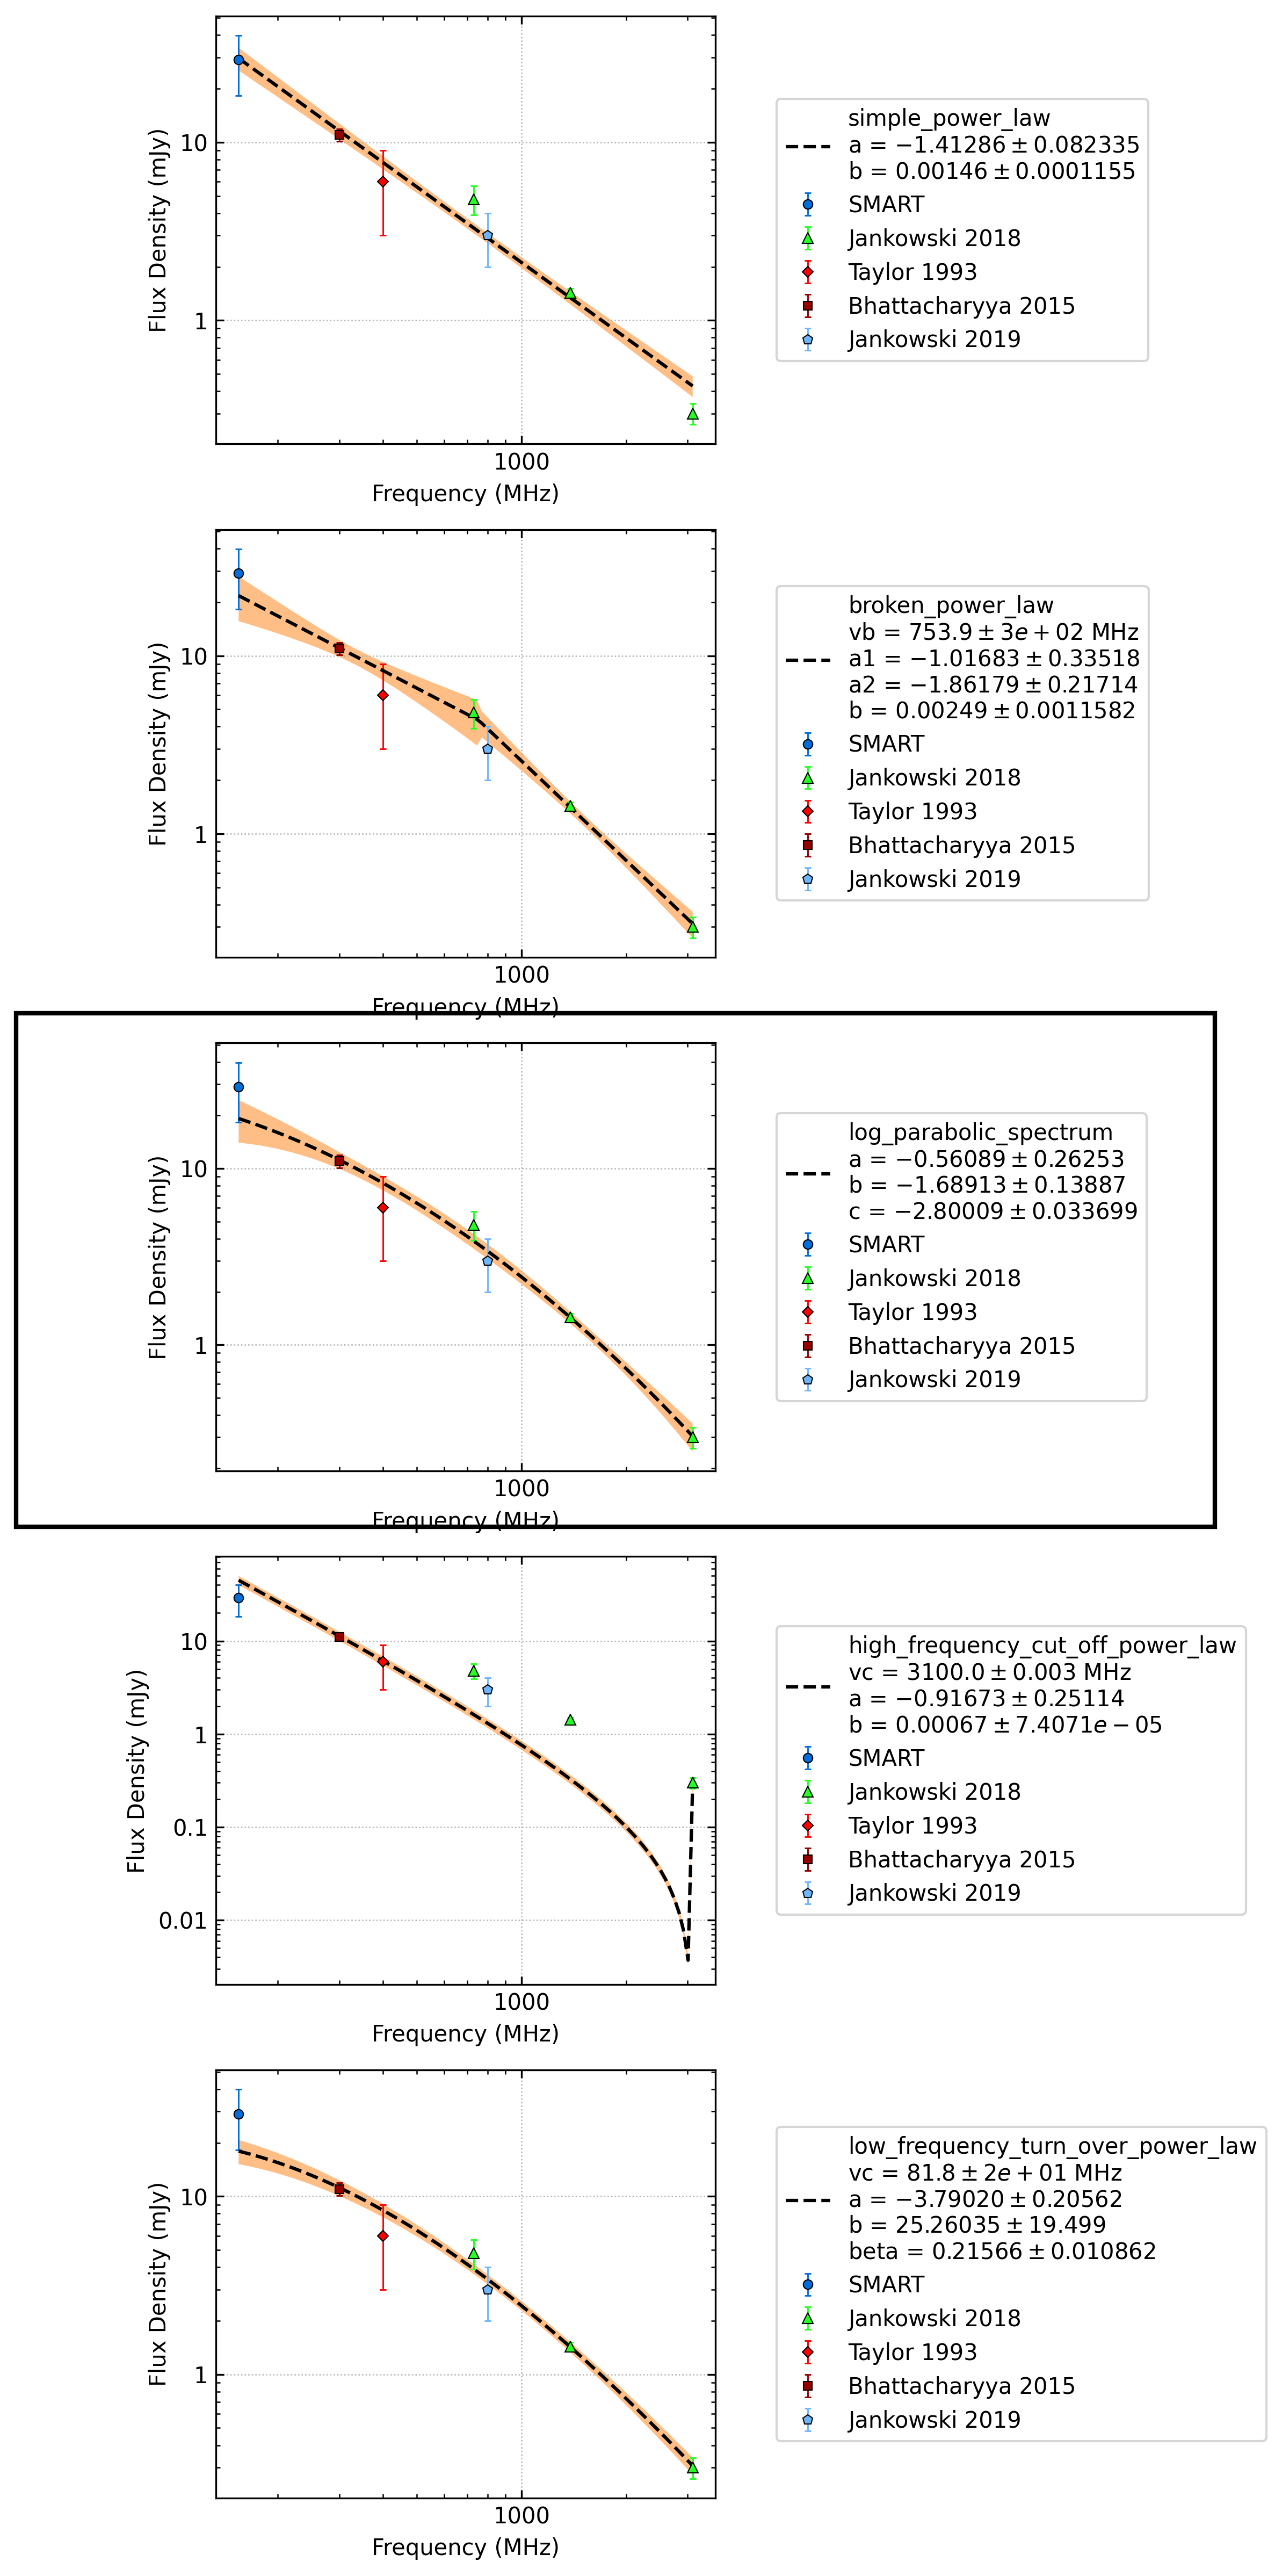 10
1
Flux Density (mJy)
1000
Frequency (MHz)
simple_power_law
a = −1.41286 ± 0.082335
b = 0.00146 ± 0.0001155
SMART
Jankowski 2018
Taylor 1993
Bhattacharyya 2015
Jankowski 2019
10
1
Flux Density (mJy)
1000
Frequency (MHz)
broken_power_law
vb = 753.9 ± 3e + 02 MHz
a1 = −1.01683 ± 0.33518
a2 = −1.86179 ± 0.21714
b = 0.00249 ± 0.0011582
SMART
Jankowski 2018
Taylor 1993
Bhattacharyya 2015
Jankowski 2019
10
1
Flux Density (mJy)
1000
Frequency (MHz)
log_parabolic_spectrum
a = −0.56089 ± 0.26253
b = −1.68913 ± 0.13887
c = −2.80009 ± 0.033699
SMART
Jankowski 2018
Taylor 1993
Bhattacharyya 2015
Jankowski 2019
10
1
0.1
0.01
Flux Density (mJy)
1000
Frequency (MHz)
high_frequency_cut_off_power_law
vc = 3100.0 ± 0.003 MHz
a = −0.91673 ± 0.25114
b = 0.00067 ± 7.4071e − 05
SMART
Jankowski 2018
Taylor 1993
Bhattacharyya 2015
Jankowski 2019
10
1
Flux Density (mJy)
1000
Frequency (MHz)
low_frequency_turn_over_power_law
vc = 81.8 ± 2e + 01 MHz
a = −3.79020 ± 0.20562
b = 25.26035 ± 19.499
beta = 0.21566 ± 0.010862
SMART
Jankowski 2018
Taylor 1993
Bhattacharyya 2015
Jankowski 2019